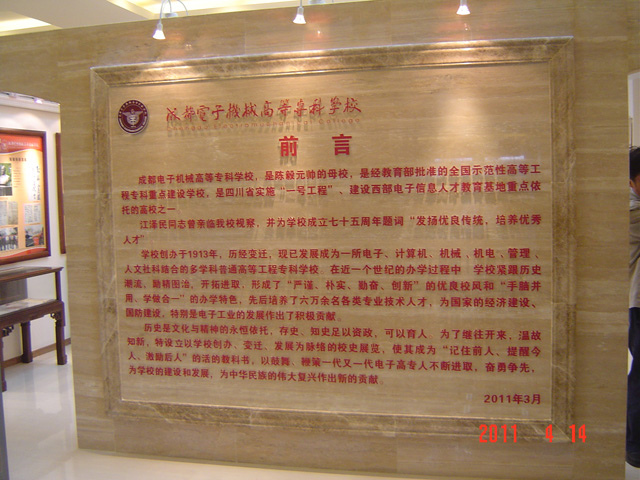 成都电子机械高等专科学校
前言
成都电子机械高等专科学校，是陈毅元帅的母校，是经教育部批准的全国示范性高等工
程专科重点建设学校，是四川省实施“一号工程”、建设西部电子信息人才教育基地重点依
托的高校之一
江泽民同志曾亲临我校视察，并为学校成立七十五周年题词“发扬优良传统、培养优秀
人才”
学校创办于1913年，历经变迁，现已发展成为一所电子、计算机、机械、机电、管理、
人文社科结合的多学科普通高等工程专科学校。在近一个世纪的办学过程中，学校紧跟历史
潮流，励精图治，开拓进取，形成了“严谨、朴实、勤奋、创新”的优良校风和“手脑并
用、学做合一”的办学特色，先后培养了六万余名各类专业技术人才，为国家的经济建设、
国防建设，特别是电子工业的发展作出了积极贡献.
历史是文化与精神的永恒依托，存史、知史足以资政，可以育人。为了继往开来，温故
知新，特设立以学校创办、变迁、发展为脉络的校史展览，使其成为“记住前人、提醒今
人、激励后人”的活的教科书，以鼓舞、鞭策一代又一代电子高专人不断进取，奋勇争先，
为学校的建设和发展，为中华民族的伟大复兴作出新的贡献.
2011年3月
2011 4 14